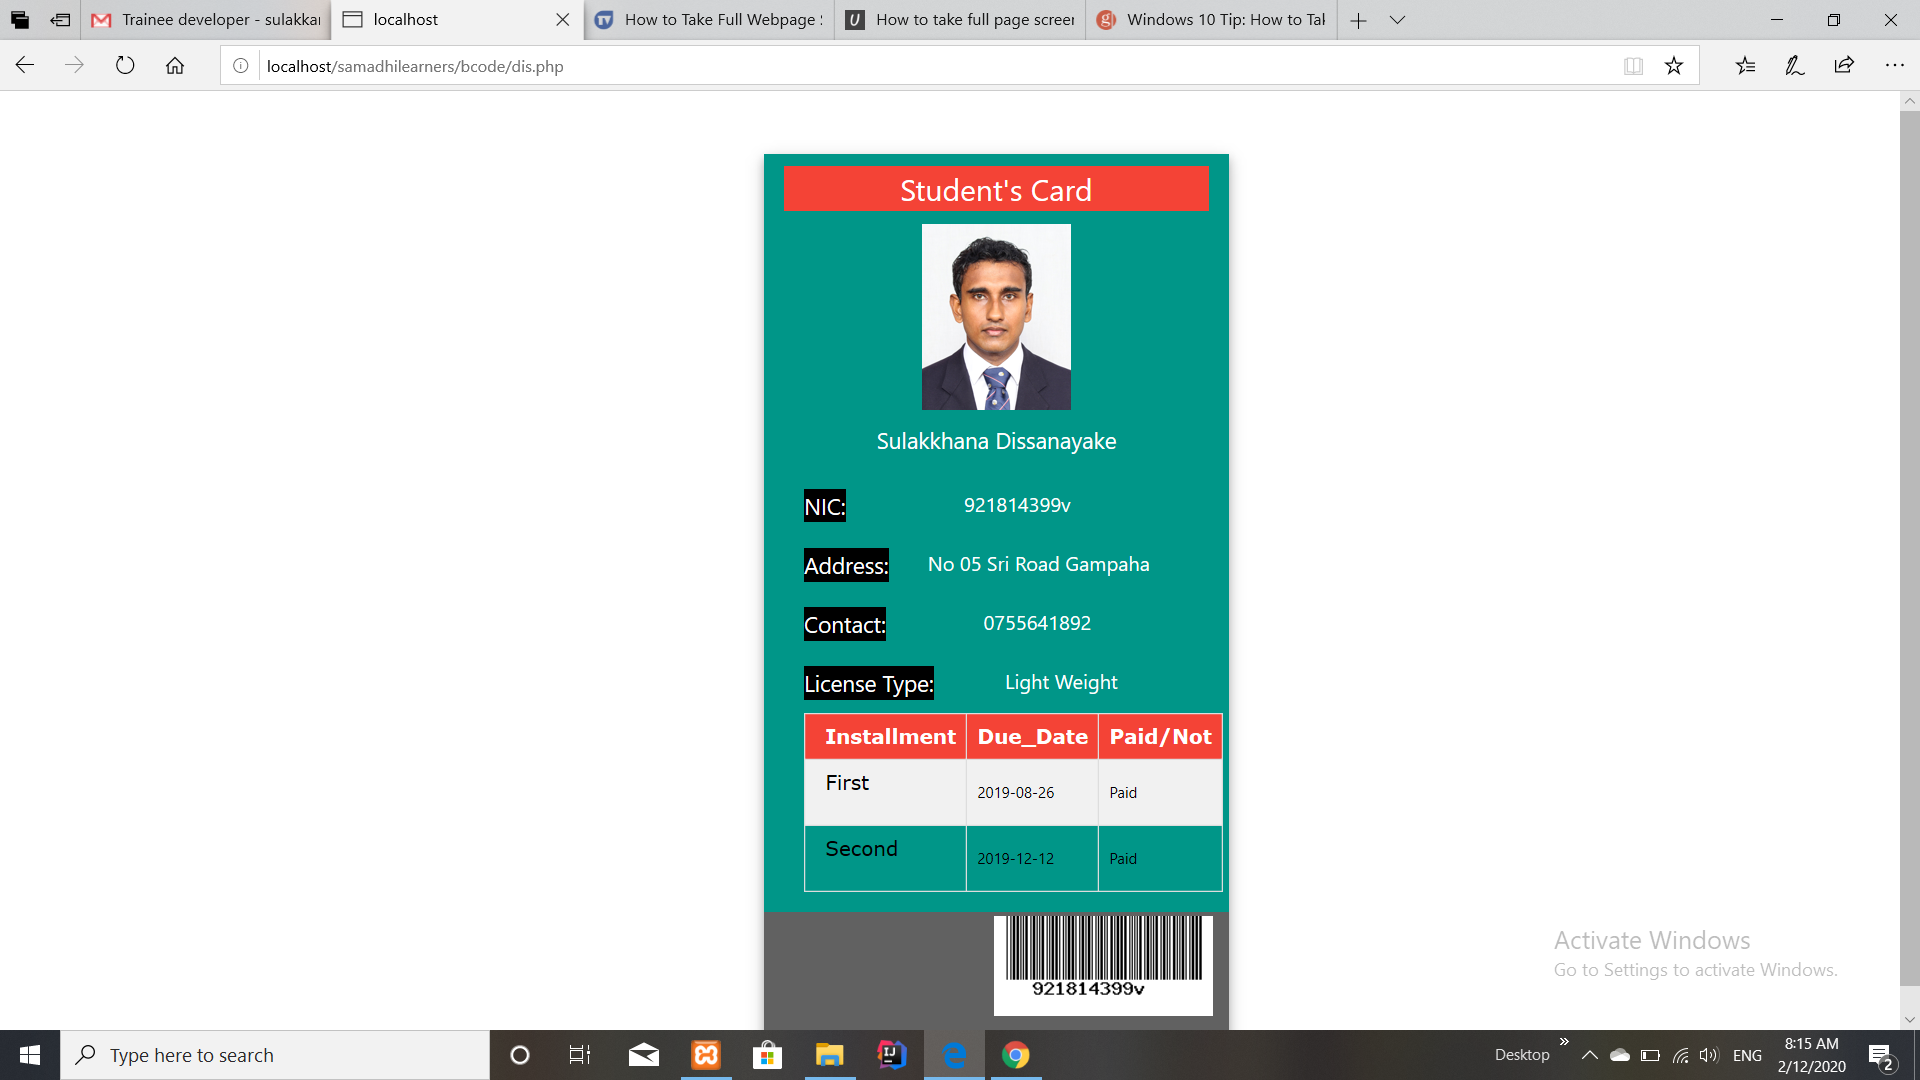 Trainee developer - sulakkar
localhost
How to Take Full Webpage
How to take full page screer
Windows 10 Tip: How to Tak
localhost/samadhilearners/bcode/dis.php
Student's Card
Sulakkhana Dissanayake
NIC: 921814399v
Address: No 05 Sri Road Gampaha
Contact: 0755641892
License Type: Light Weight
Installment Due_Date Paid/Not
First 2019-08-26 Paid
Second 2019-12-12 Paid
921814399v
Activate Windows
Go to Settings to activate Windows.
Type here to search
Desktop
ENG
8:15 AM
2/12/2020
2